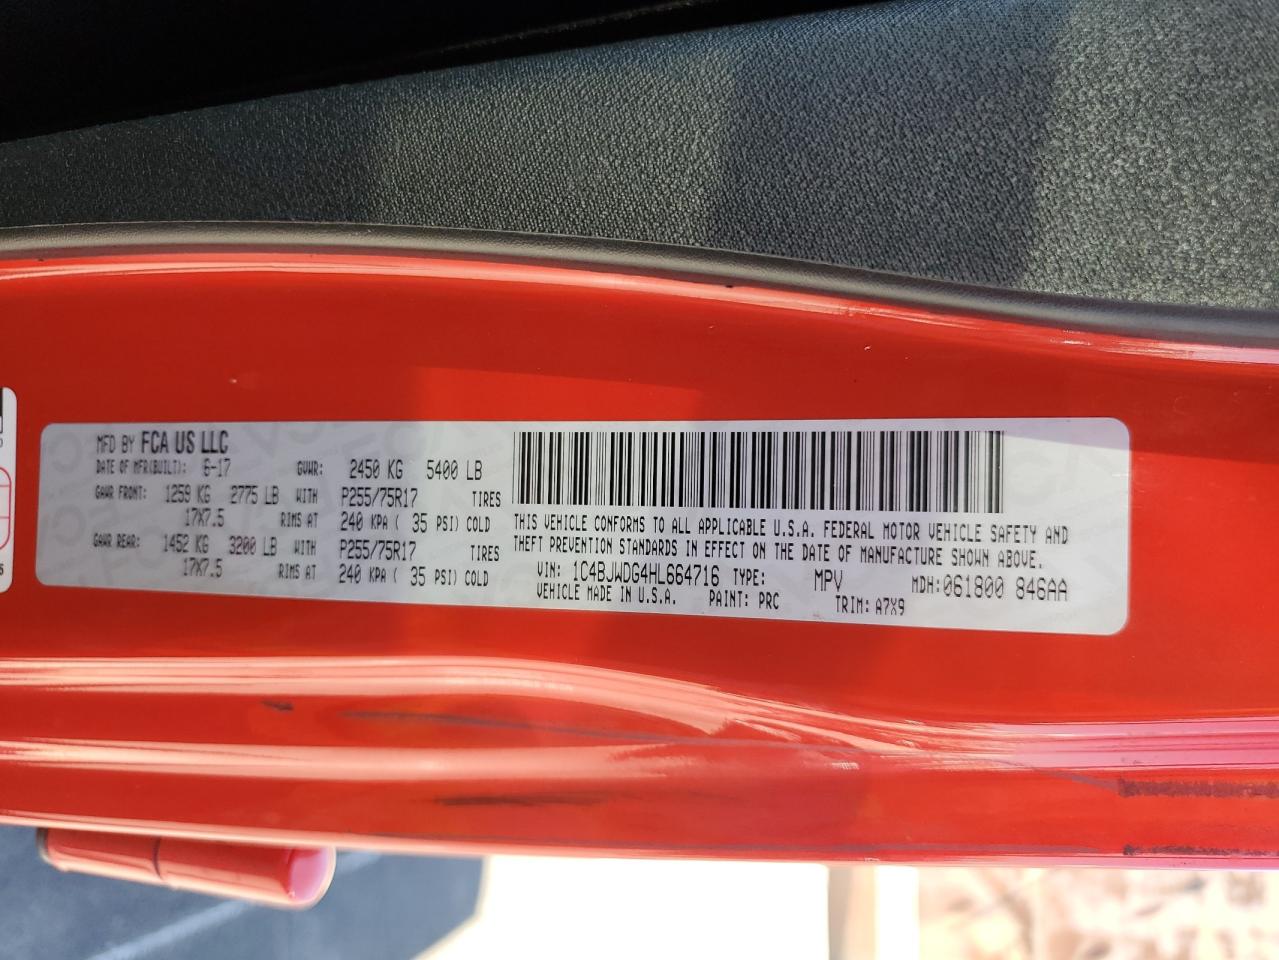 MFD BY FCA US LLC
DATE OF MFR(BUILT): 6-17 GVWR: 2450 KG 5400 LB
GAWR FRONT: 1259 KG 2775 LB WITH P255/75R17 TIRES
17X7.5 RIMS AT 240 KPA ( 35 PSI) COLD
GAWR REAR: 1452 KG 3200 LB WITH P255/75R17 TIRES
17X7.5 RIMS AT 240 KPA ( 35 PSI) COLD
THIS VEHICLE CONFORMS TO ALL APPLICABLE U.S.A. FEDERAL MOTOR VEHICLE SAFETY AND
THEFT PREVENTION STANDARDS IN EFFECT ON THE DATE OF MANUFACTURE SHOWN ABOVE.
VIN: 1C4BJWDG4HL664716 TYPE: MPV MDH:061800 846AA
VEHICLE MADE IN U.S.A. PAINT: PRC TRIM: A7X9